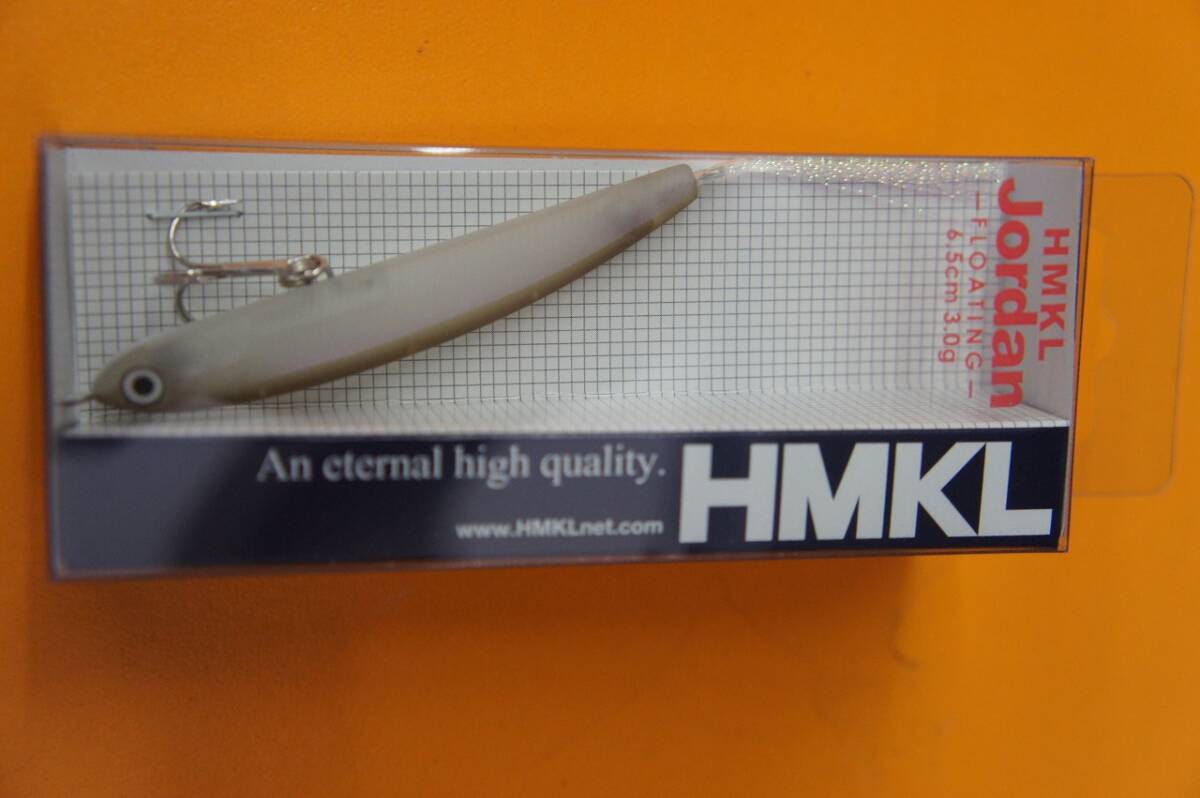 HMKL
Jordan
—FLOATING—
6.5cm 3.0g
An eternal high quality.
www.HMKLnet.com
HMKL